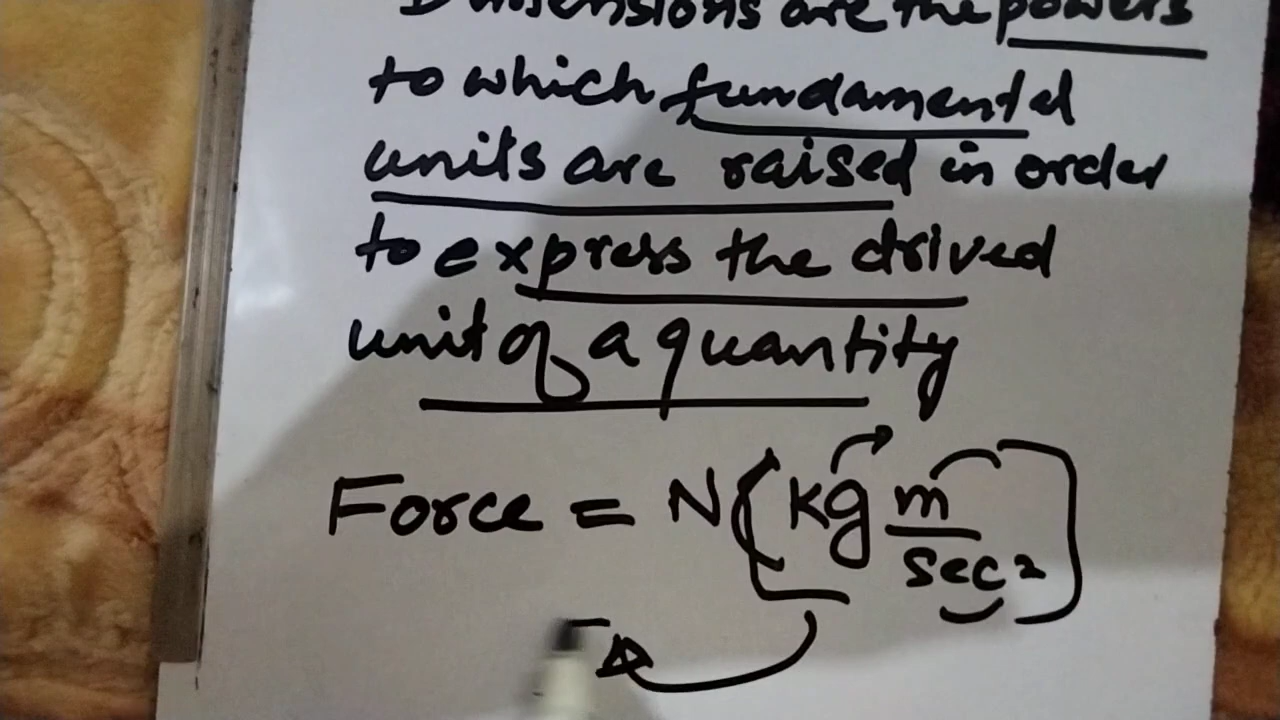 Dimensions are the powers
to which fundamental
units are raised in order
to express the drived
unit of a quantity
Force = N [kg m
sec²]